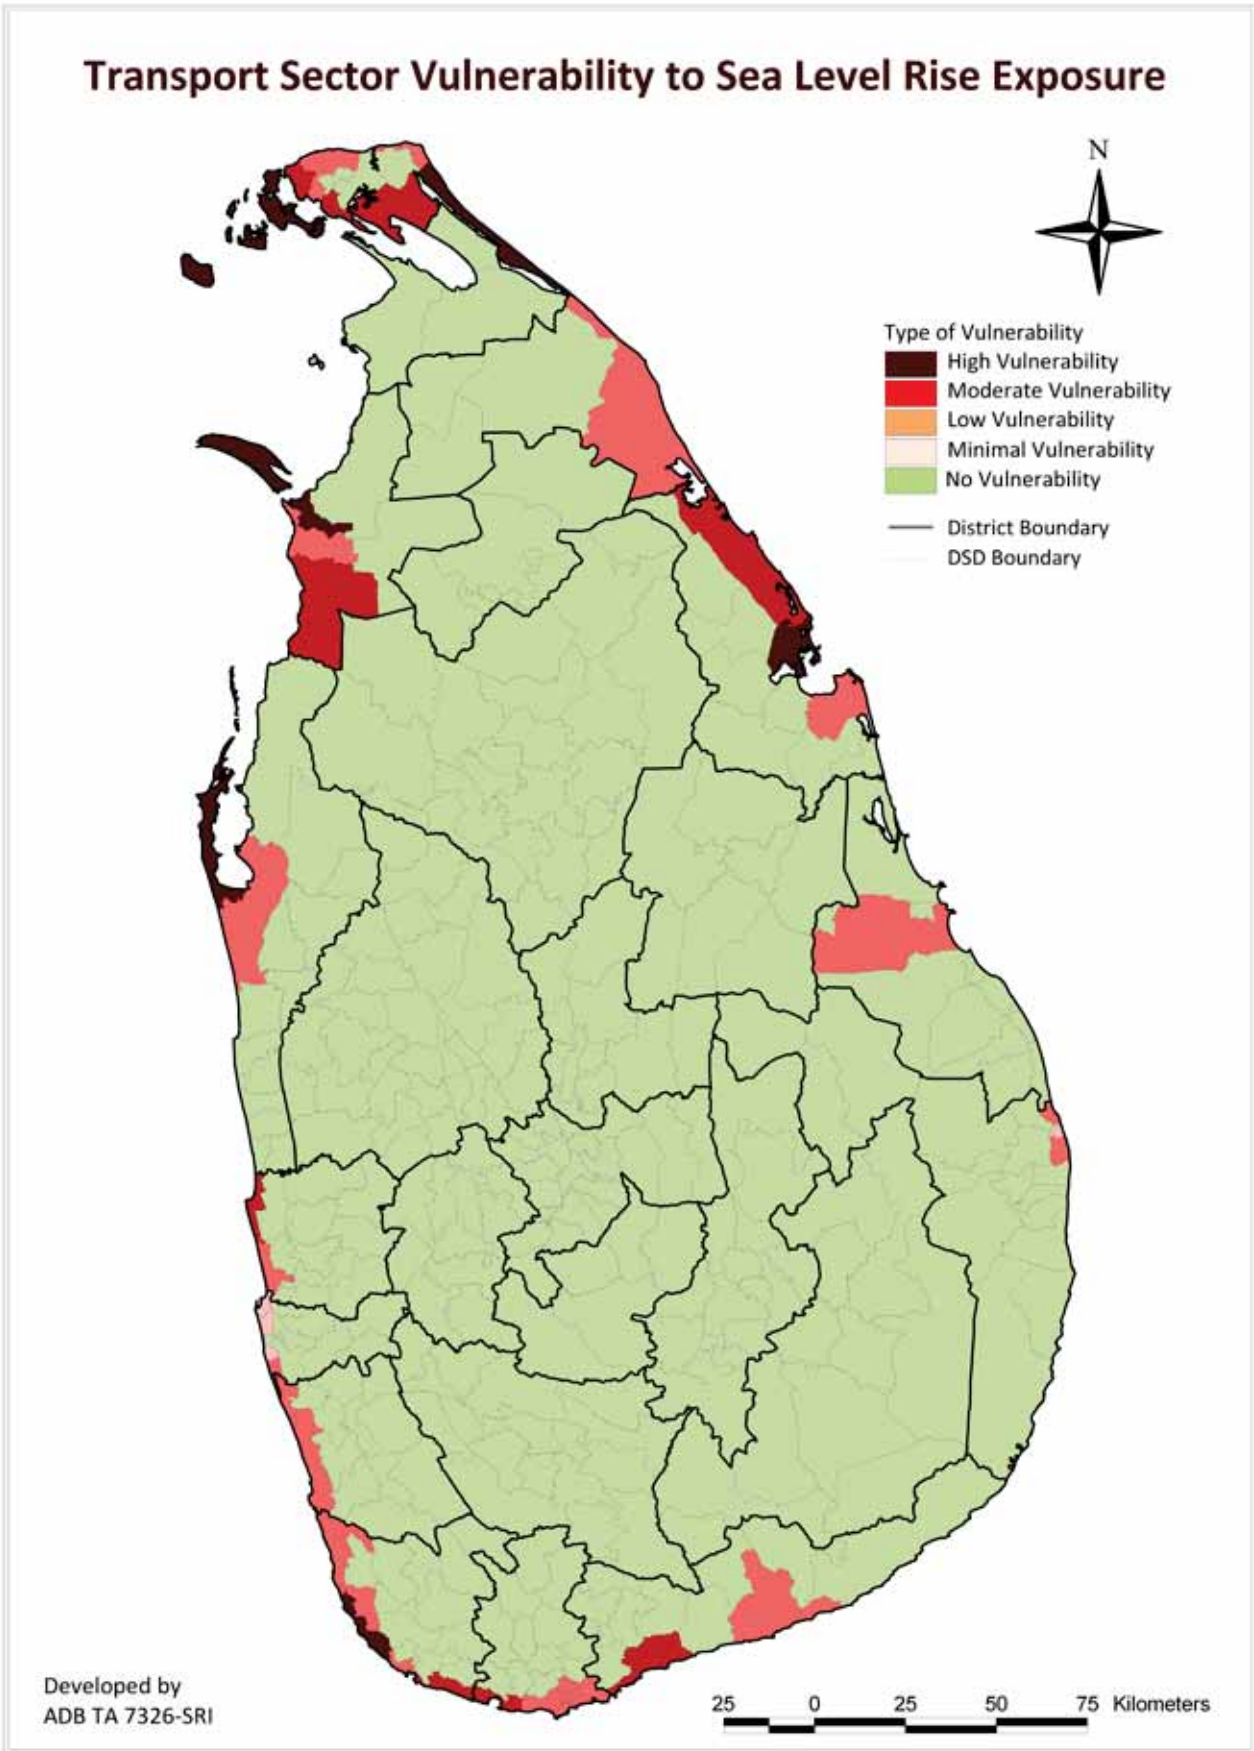 Transport Sector Vulnerability to Sea Level Rise Exposure
N
Type of Vulnerability
High Vulnerability
Moderate Vulnerability
Low Vulnerability
Minimal Vulnerability
No Vulnerability
District Boundary
DSD Boundary
Developed by
ADB TA 7326-SRI
25 0 25 50 75 Kilometers